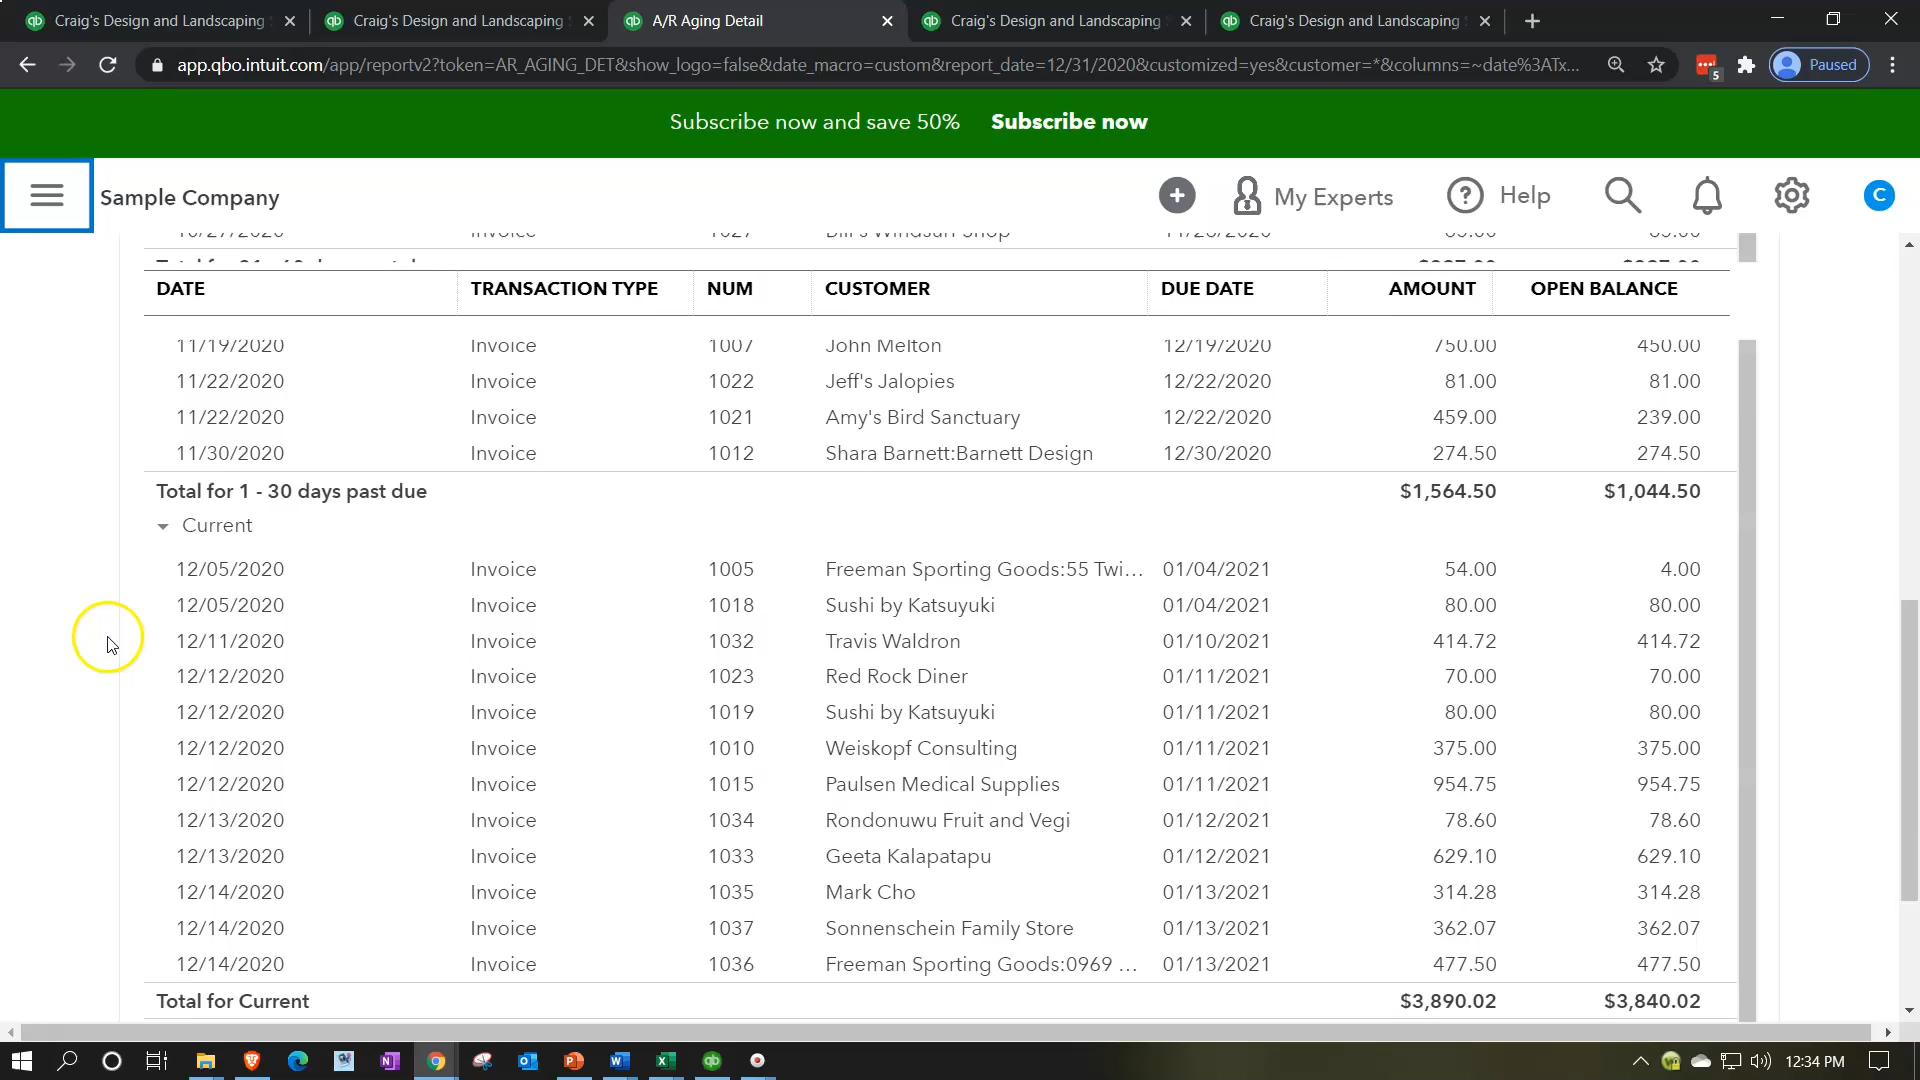 Craig's Design and Landscaping
Craig's Design and Landscaping
A/R Aging Detail
Craig's Design and Landscaping
Craig's Design and Landscaping
app.qbo.intuit.com/app/reportv2?token=AR_AGING_DET&show_logo=false&date_macro=custom&report_date=12/31/2020&customized=yes&customer=*&columns=~date%3ATx...
5
Paused
Subscribe now and save 50% Subscribe now
Sample Company
My Experts
Help
C
DATE TRANSACTION TYPE NUM CUSTOMER DUE DATE AMOUNT OPEN BALANCE
11/19/2020 Invoice 1007 John Melton 12/19/2020 750.00 450.00
11/22/2020 Invoice 1022 Jeff's Jalopies 12/22/2020 81.00 81.00
11/22/2020 Invoice 1021 Amy's Bird Sanctuary 12/22/2020 459.00 239.00
11/30/2020 Invoice 1012 Shara Barnett:Barnett Design 12/30/2020 274.50 274.50
Total for 1 - 30 days past due $1,564.50 $1,044.50
Current
12/05/2020 Invoice 1005 Freeman Sporting Goods:55 Twi... 01/04/2021 54.00 4.00
12/05/2020 Invoice 1018 Sushi by Katsuyuki 01/04/2021 80.00 80.00
12/11/2020 Invoice 1032 Travis Waldron 01/10/2021 414.72 414.72
12/12/2020 Invoice 1023 Red Rock Diner 01/11/2021 70.00 70.00
12/12/2020 Invoice 1019 Sushi by Katsuyuki 01/11/2021 80.00 80.00
12/12/2020 Invoice 1010 Weiskopf Consulting 01/11/2021 375.00 375.00
12/12/2020 Invoice 1015 Paulsen Medical Supplies 01/11/2021 954.75 954.75
12/13/2020 Invoice 1034 Rondonuwu Fruit and Vegi 01/12/2021 78.60 78.60
12/13/2020 Invoice 1033 Geeta Kalapatapu 01/12/2021 629.10 629.10
12/14/2020 Invoice 1035 Mark Cho 01/13/2021 314.28 314.28
12/14/2020 Invoice 1037 Sonnenschein Family Store 01/13/2021 362.07 362.07
12/14/2020 Invoice 1036 Freeman Sporting Goods:0969 ... 01/13/2021 477.50 477.50
Total for Current $3,890.02 $3,840.02
12:34 PM